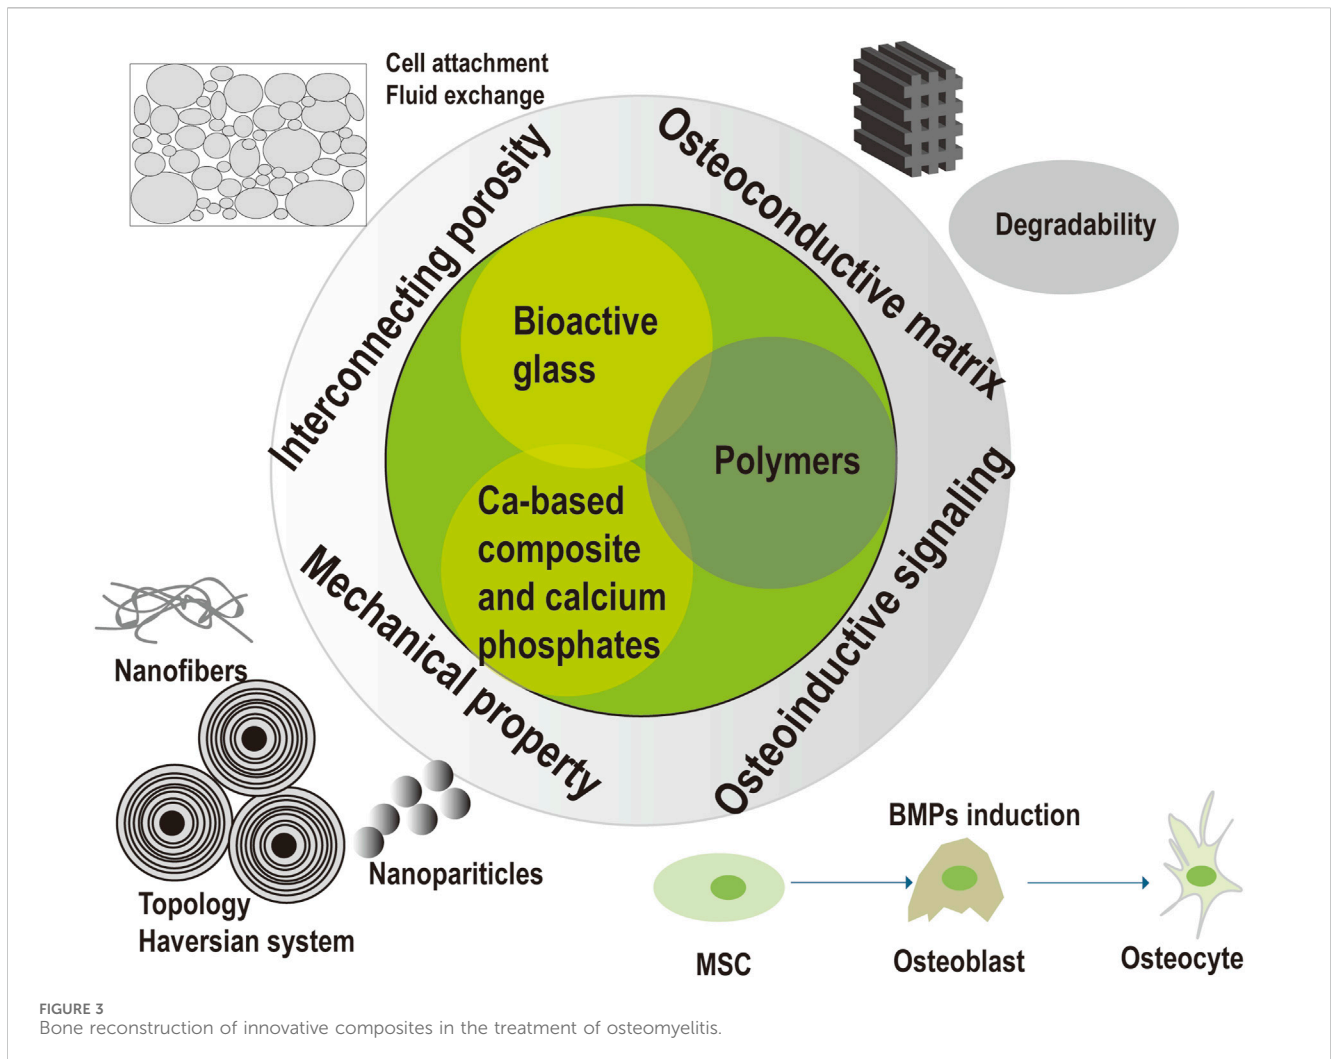 Cell attachment
Fluid exchange
Interconnecting porosity
Osteoconductive matrix
Degradability
Bioactive
glass
Polymers
Ca-based
composite
and calcium
phosphates
Mechanical property
Osteoinductive signaling
Nanofibers
Topology
Haversian system
Nanopariticles
BMPs induction
MSC
Osteoblast
Osteocyte
FIGURE 3
Bone reconstruction of innovative composites in the treatment of osteomyelitis.